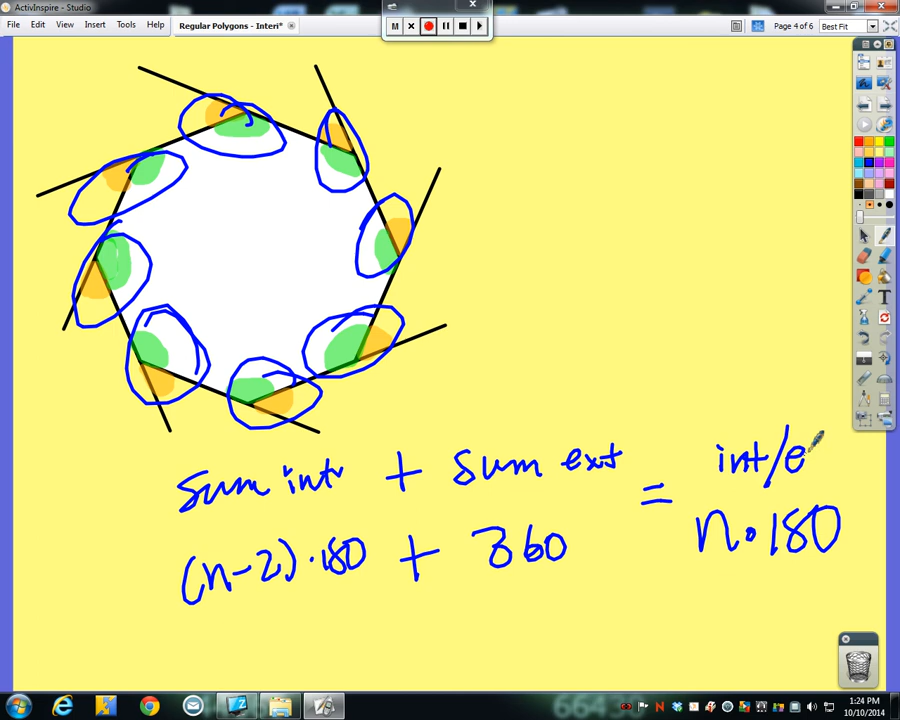 ActivInspire - Studio
File Edit View Insert Tools Help
Regular Polygons - Interi*
Page 4 of 6
Best Fit
sum intr + sum ext = int/e
(n-2)·180 + 360
n·180
1:24 PM
10/10/2014